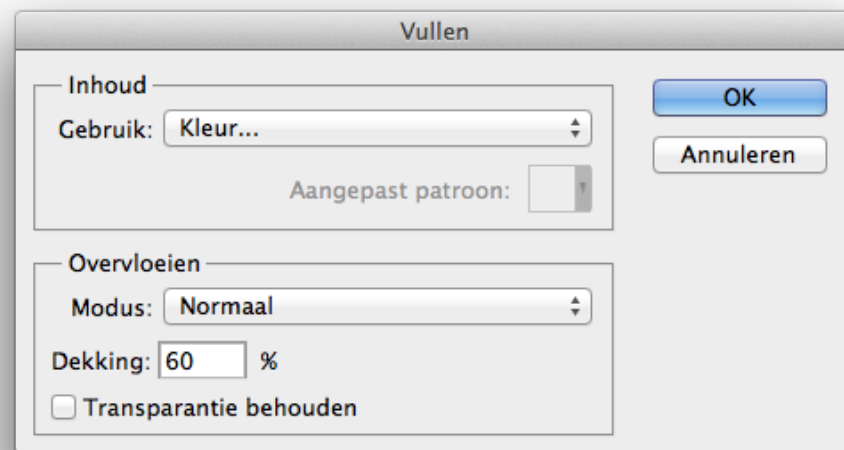 Vullen
Inhoud
Gebruik: Kleur...
Aangepast patroon:
OK
Annuleren
Overvloeien
Modus: Normaal
Dekking: 60 %
Transparantie behouden